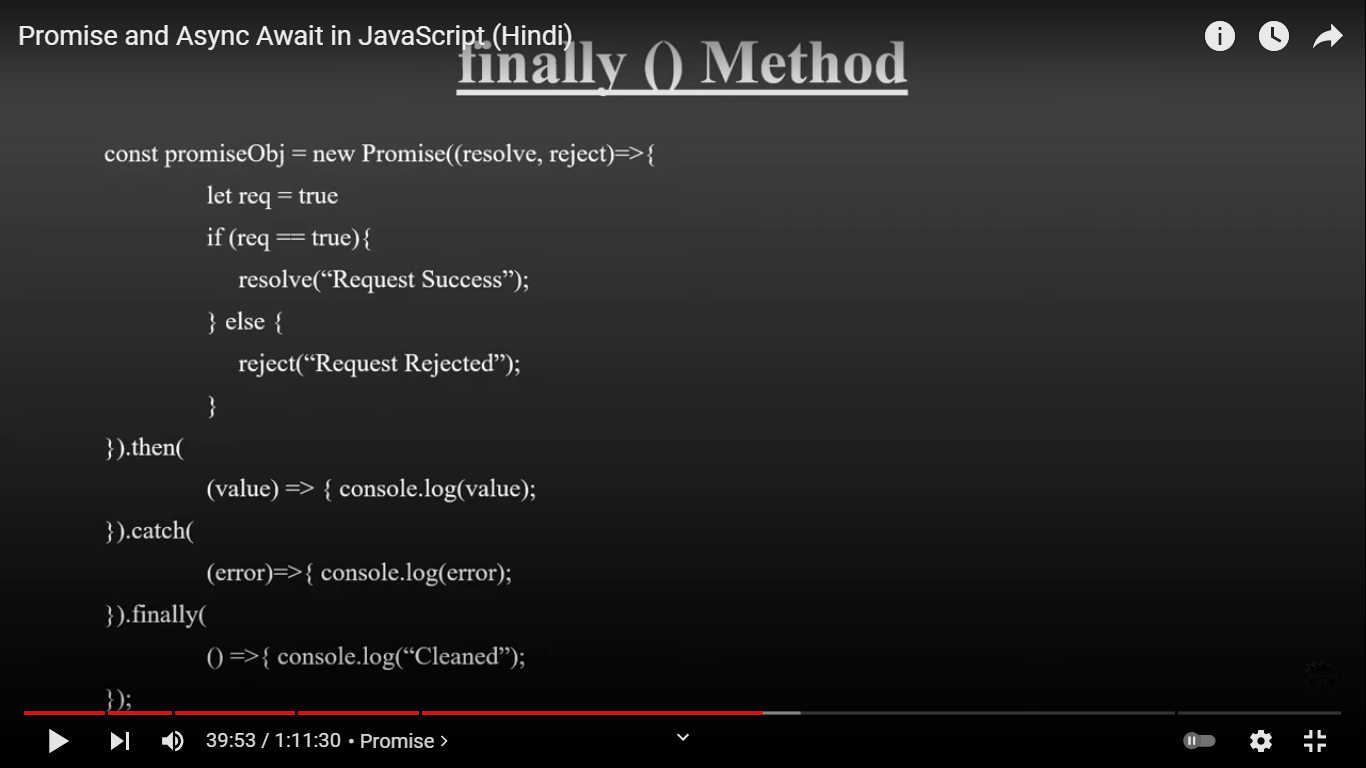 Promise and Async Await in JavaScript (Hindi)
finally () Method
const promiseObj = new Promise((resolve, reject)=>{
let req = true
if (req == true){
resolve(“Request Success”);
} else {
reject(“Request Rejected”);
}
}).then(
(value) => { console.log(value);
}).catch(
(error)=>{ console.log(error);
}).finally(
() =>{ console.log(“Cleaned”);
});
39:53 / 1:11:30 • Promise >